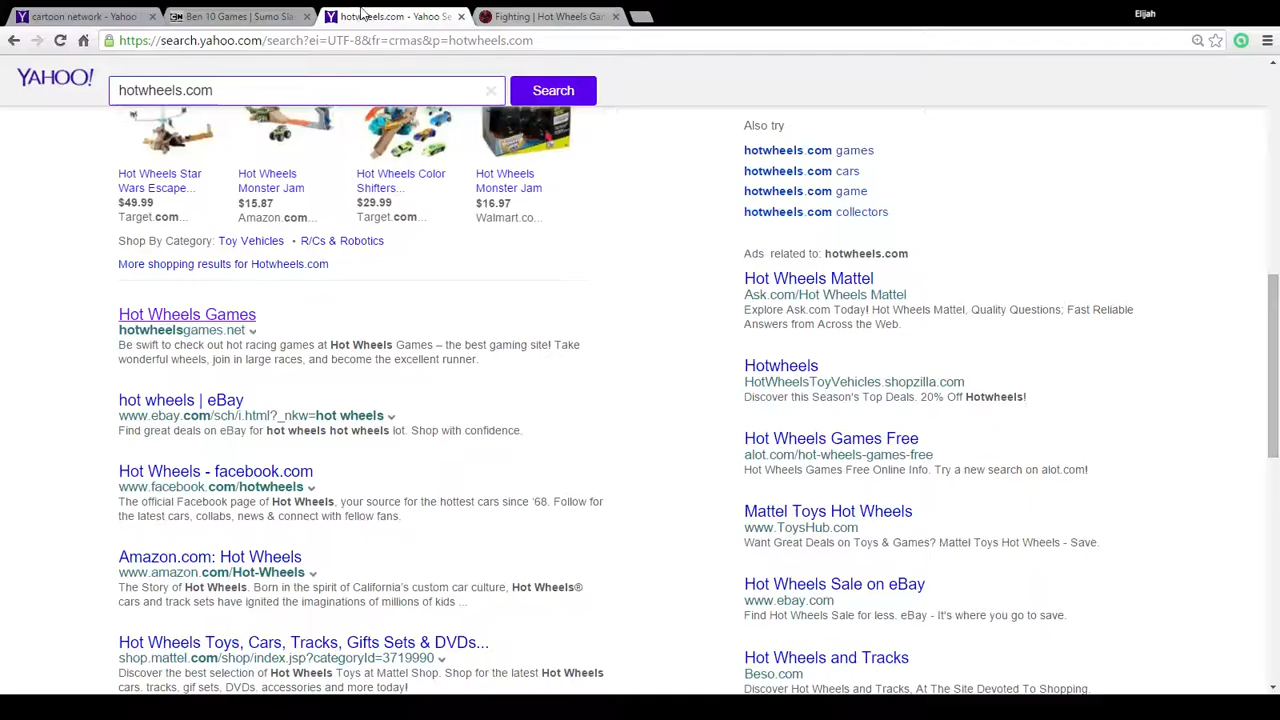 cartoon network - Yahoo
Ben 10 Games | Sumo Sla
hotwheels.com - Yahoo Se
Fighting | Hot Wheels Ga
Elijah
https://search.yahoo.com/search?ei=UTF-8&fr=crmas&p=hotwheels.com
YAHOO!
hotwheels.com
Search
Hot Wheels Star
Wars Escape...
$49.99
Target.com...
Hot Wheels
Monster Jam
$15.87
Amazon.com...
Hot Wheels Color
Shifters...
$29.99
Target.com...
Hot Wheels
Monster Jam
$16.97
Walmart.co...
Shop By Category: Toy Vehicles • R/Cs & Robotics
More shopping results for Hotwheels.com
Hot Wheels Games
hotwheelsgames.net
Be swift to check out hot racing games at Hot Wheels Games – the best gaming site! Take
wonderful wheels, join in large races, and become the excellent runner.
hot wheels | eBay
www.ebay.com/sch/i.html?_nkw=hot wheels
Find great deals on eBay for hot wheels hot wheels lot. Shop with confidence.
Hot Wheels - facebook.com
www.facebook.com/hotwheels
The official Facebook page of Hot Wheels, your source for the hottest cars since '68. Follow for
the latest cars, collabs, news & connect with fellow fans.
Amazon.com: Hot Wheels
www.amazon.com/Hot-Wheels
The Story of Hot Wheels. Born in the spirit of California's custom car culture, Hot Wheels®
cars and track sets have ignited the imaginations of millions of kids ...
Hot Wheels Toys, Cars, Tracks, Gifts Sets & DVDs...
shop.mattel.com/shop/index.jsp?categoryId=3719990
Discover the best selection of Hot Wheels Toys at Mattel Shop. Shop for the latest Hot Wheels
cars, tracks, gif sets, DVDs, accessories and more today!
Also try
hotwheels.com games
hotwheels.com cars
hotwheels.com game
hotwheels.com collectors
Ads related to: hotwheels.com
Hot Wheels Mattel
Ask.com/Hot Wheels Mattel
Explore Ask.com Today! Hot Wheels Mattel, Quality Questions; Fast Reliable
Answers from Across the Web.
Hotwheels
HotWheelsToyVehicles.shopzilla.com
Discover this Season's Top Deals. 20% Off Hotwheels!
Hot Wheels Games Free
alot.com/hot-wheels-games-free
Hot Wheels Games Free Online Info. Try a new search on alot.com!
Mattel Toys Hot Wheels
www.ToysHub.com
Want Great Deals on Toys & Games? Mattel Toys Hot Wheels - Save.
Hot Wheels Sale on eBay
www.ebay.com
Find Hot Wheels Sale for less. eBay - It's where you go to save.
Hot Wheels and Tracks
Beso.com
Discover Hot Wheels and Tracks, At The Site Devoted To Shopping.